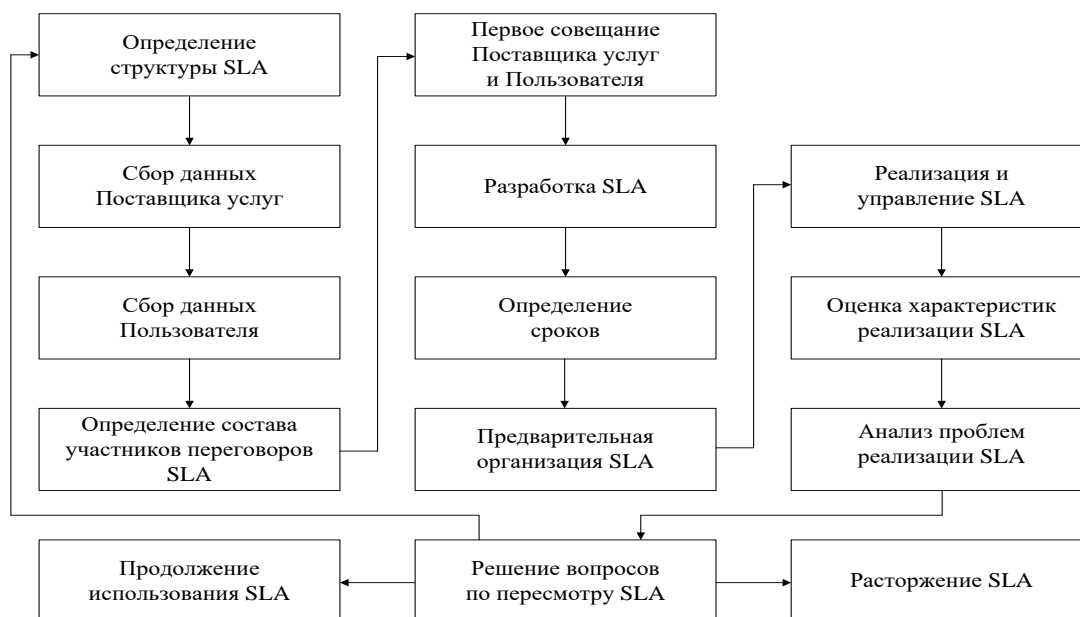 Определение
структуры SLA
Сбор данных
Поставщика услуг
Сбор данных
Пользователя
Определение состава
участников переговоров
SLA
Первое совещание
Поставщика услуг
и Пользователя
Разработка SLA
Определение
сроков
Предварительная
организация SLA
Реализация и
управление SLA
Оценка характеристик
реализации SLA
Анализ проблем
реализации SLA
Продолжение
использования SLA
Решение вопросов
по пересмотру SLA
Расторжение SLA